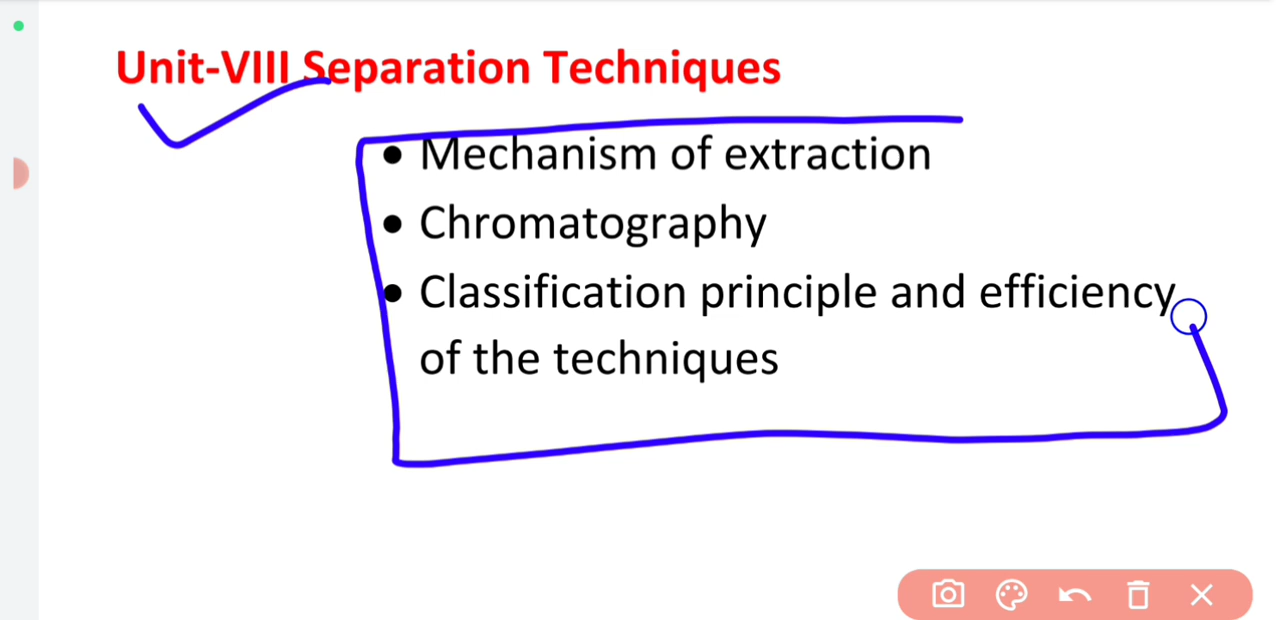 Unit-VIII Separation Techniques
• Mechanism of extraction
• Chromatography
• Classification principle and efficiency
of the techniques